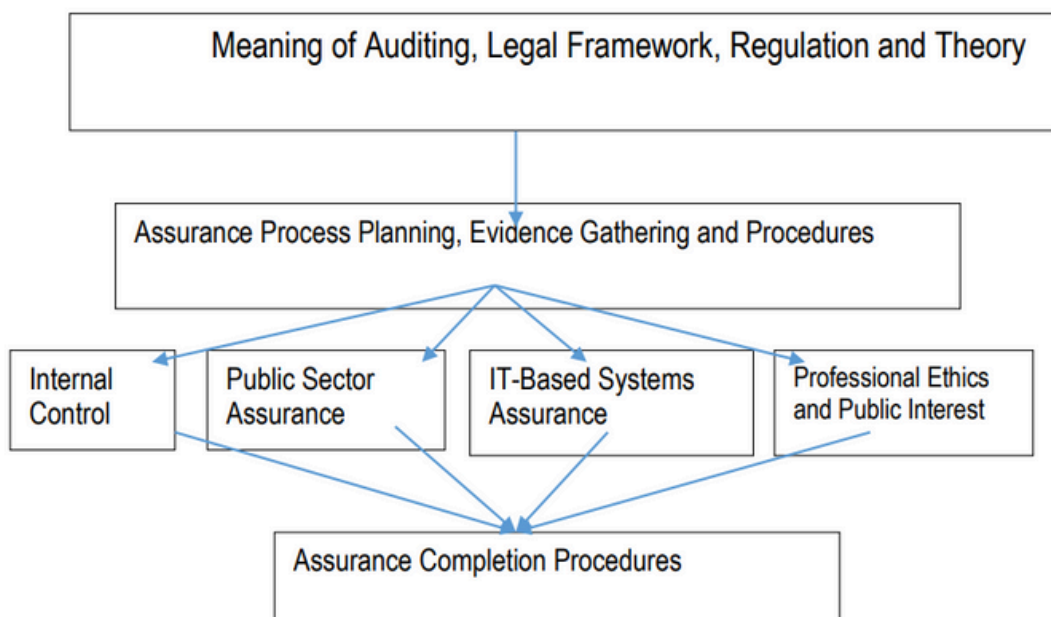 Meaning of Auditing, Legal Framework, Regulation and Theory
Assurance Process Planning, Evidence Gathering and Procedures
Internal
Control
Public Sector
Assurance
IT-Based Systems
Assurance
Professional Ethics
and Public Interest
Assurance Completion Procedures